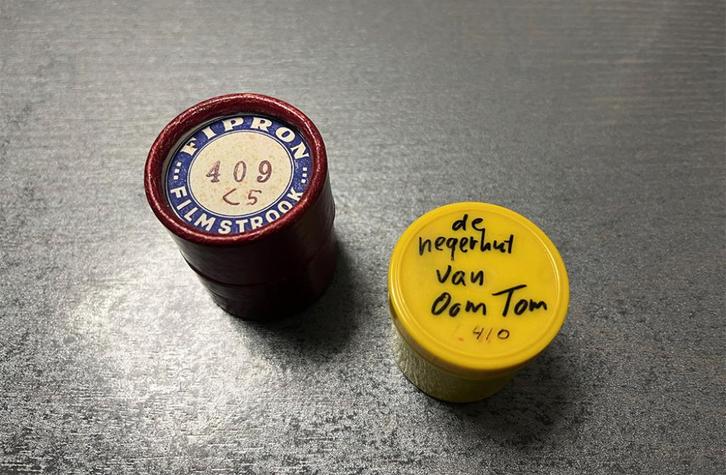 FIPRON
409
<5
FILMSTROOK
de
negerhut
van
Oom Tom
410